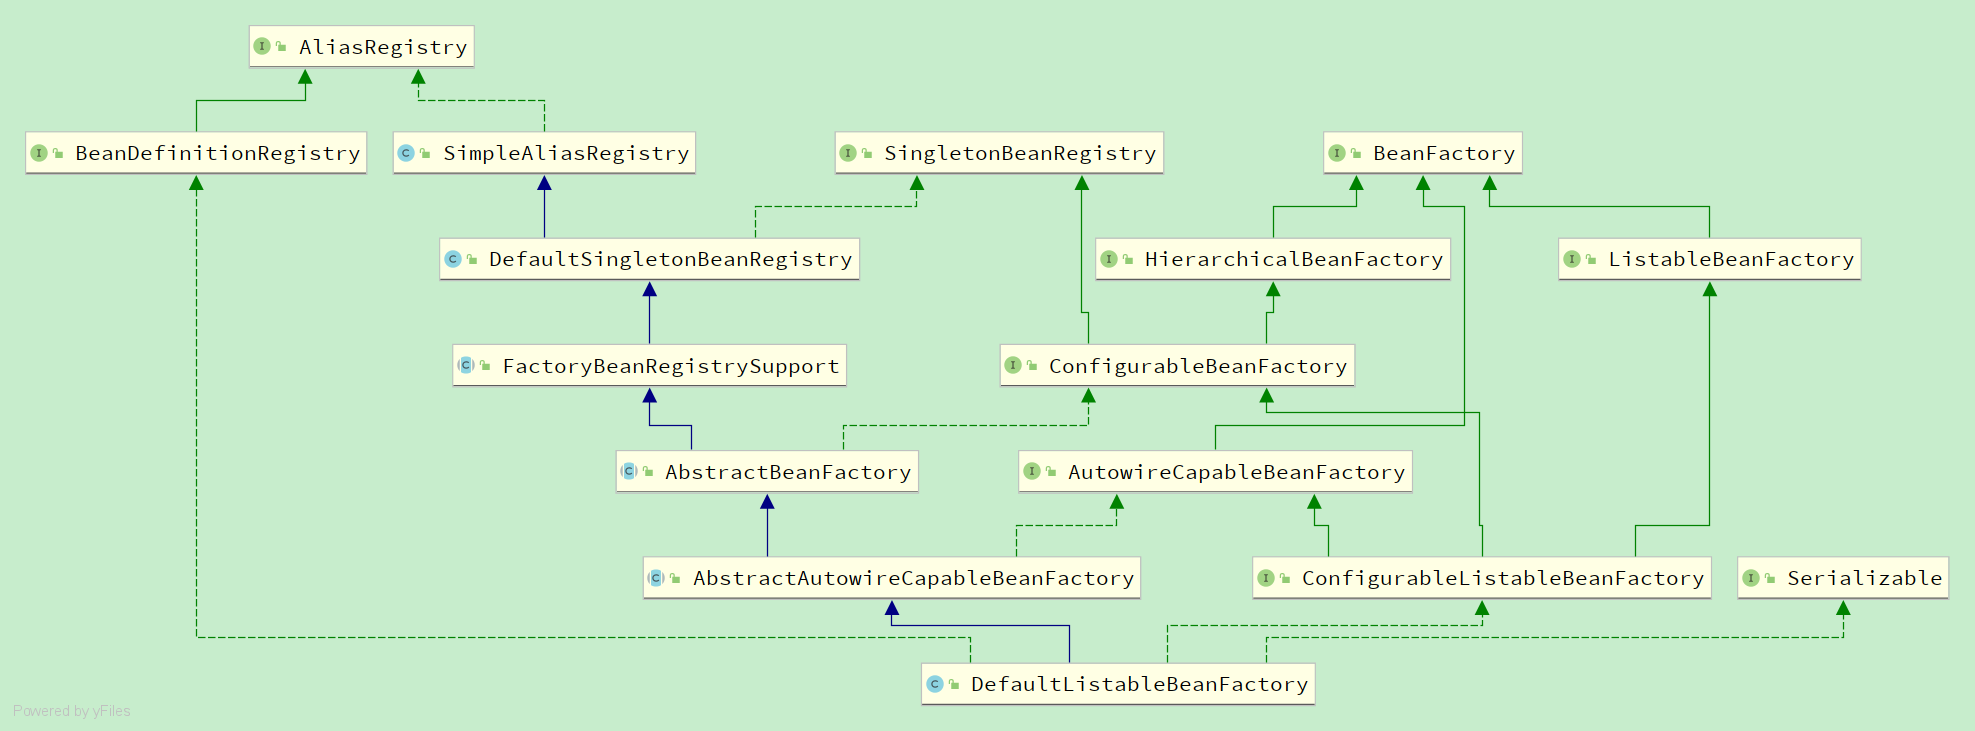 AliasRegistry
BeanDefinitionRegistry
SimpleAliasRegistry
SingletonBeanRegistry
BeanFactory
DefaultSingletonBeanRegistry
HierarchicalBeanFactory
ListableBeanFactory
FactoryBeanRegistrySupport
ConfigurableBeanFactory
AbstractBeanFactory
AutowireCapableBeanFactory
AbstractAutowireCapableBeanFactory
ConfigurableListableBeanFactory
Serializable
DefaultListableBeanFactory
Powered by yFiles